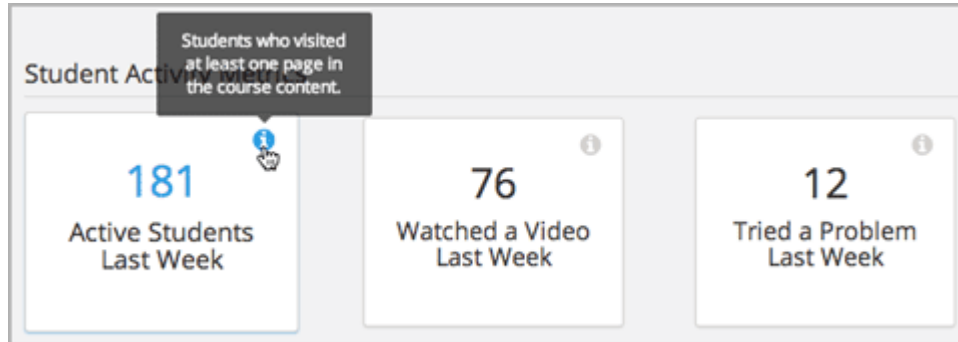 Students who visited
at least one page in
the course content.
Student Activity Metrics
181
Active Students
Last Week
76
Watched a Video
Last Week
12
Tried a Problem
Last Week